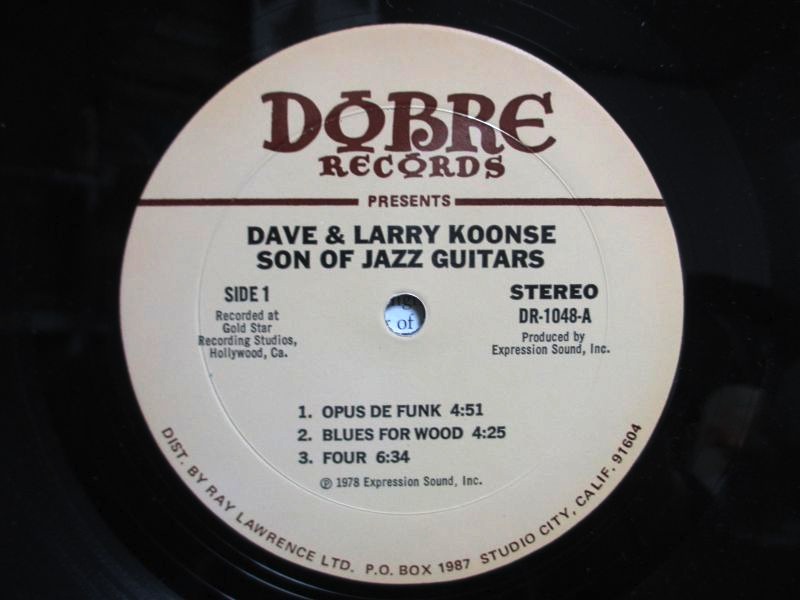 DOBRE
RECORDS
PRESENTS
DAVE & LARRY KOONSE
SON OF JAZZ GUITARS
SIDE 1
Recorded at
Gold Star
Recording Studios,
Hollywood, Ca.
of
STEREO
DR-1048-A
Produced by
Expression Sound, Inc.
1. OPUS DE FUNK 4:51
2. BLUES FOR WOOD 4:25
3. FOUR 6:34
℗ 1978 Expression Sound, Inc.
DIST. BY RAY LAWRENCE LTD. P.O. BOX 1987 STUDIO CITY, CALIF. 91604